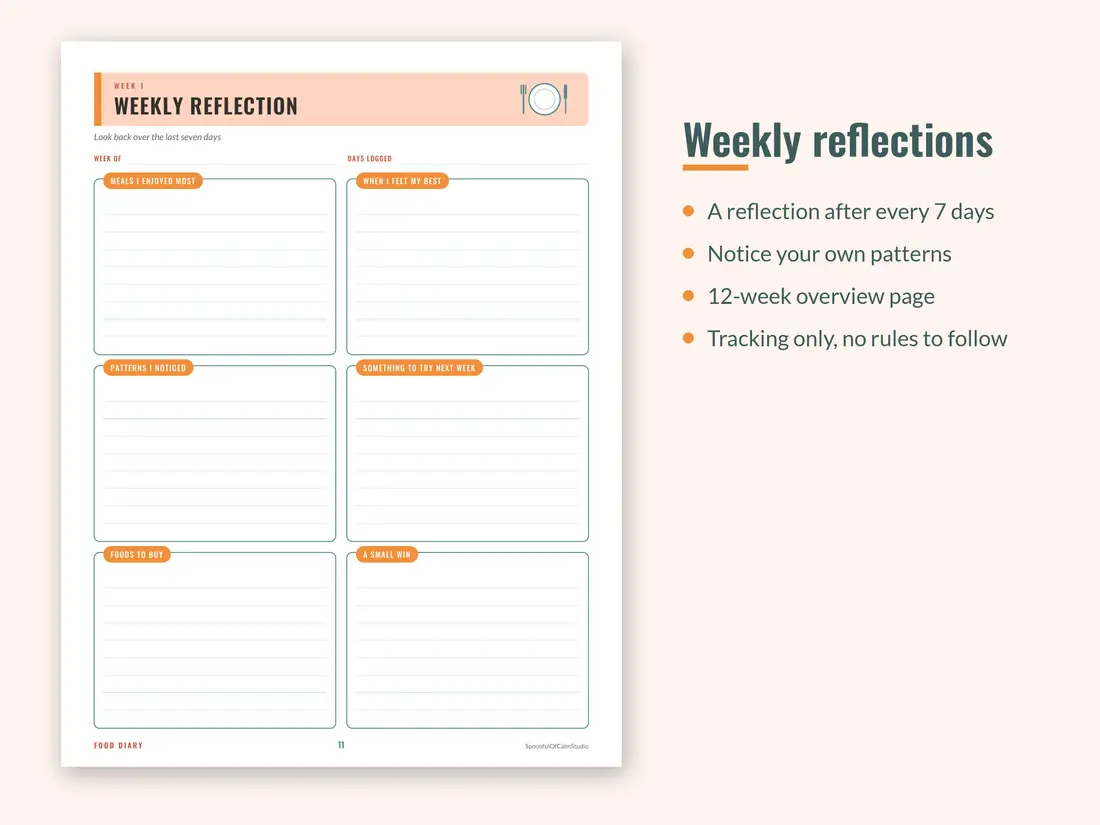 WEEK 1
WEEKLY REFLECTION
Look back over the last seven days
WEEK OF
DAYS LOGGED
MEALS I ENJOYED MOST
WHEN I FELT MY BEST
PATTERNS I NOTICED
SOMETHING TO TRY NEXT WEEK
FOODS TO BUY
A SMALL WIN
FOOD DIARY
11
SpoonfulOfCalmStudio
Weekly reflections
A reflection after every 7 days
Notice your own patterns
12-week overview page
Tracking only, no rules to follow